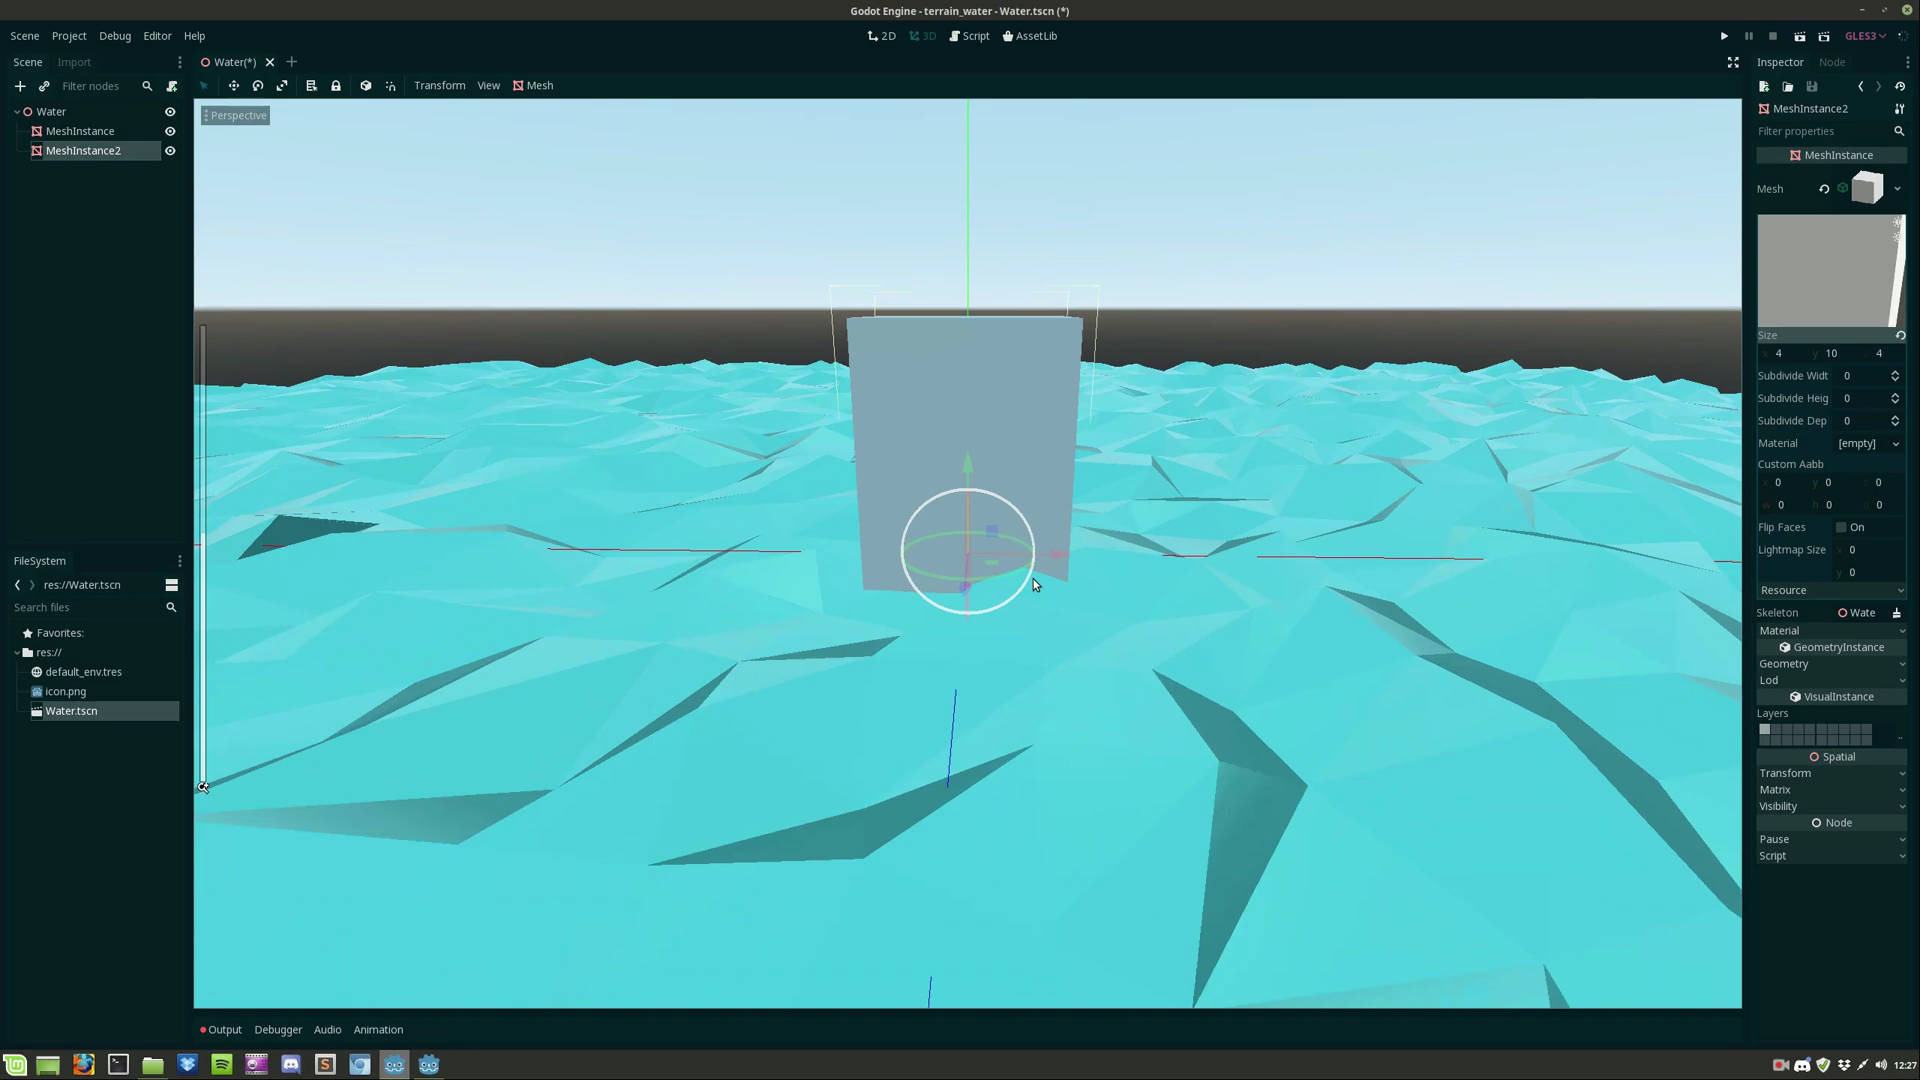 Godot Engine - terrain_water - Water.tscn (*)
Scene Project Debug Editor Help
2D 3D Script AssetLib
GLES3
Scene Import
Water(*)
Inspector Node
Filter nodes
Transform View Mesh
Water
MeshInstance
MeshInstance2
Perspective
MeshInstance2
Filter properties
MeshInstance
Mesh
Size
x 4 y 10 4
Subdivide Widt 0
Subdivide Heig 0
Subdivide Dep 0
Material [empty]
Custom Aabb
x 0 y 0 0
w 0 h 0 0
Flip Faces On
Lightmap Size x 0
y 0
Resource
Skeleton Wate
Material
GeometryInstance
Geometry
Lod
VisualInstance
Layers
..
Spatial
Transform
Matrix
Visibility
Node
Pause
Script
FileSystem
res://Water.tscn
Search files
Favorites:
res://
default_env.tres
icon.png
Water.tscn
Output Debugger Audio Animation
12:27